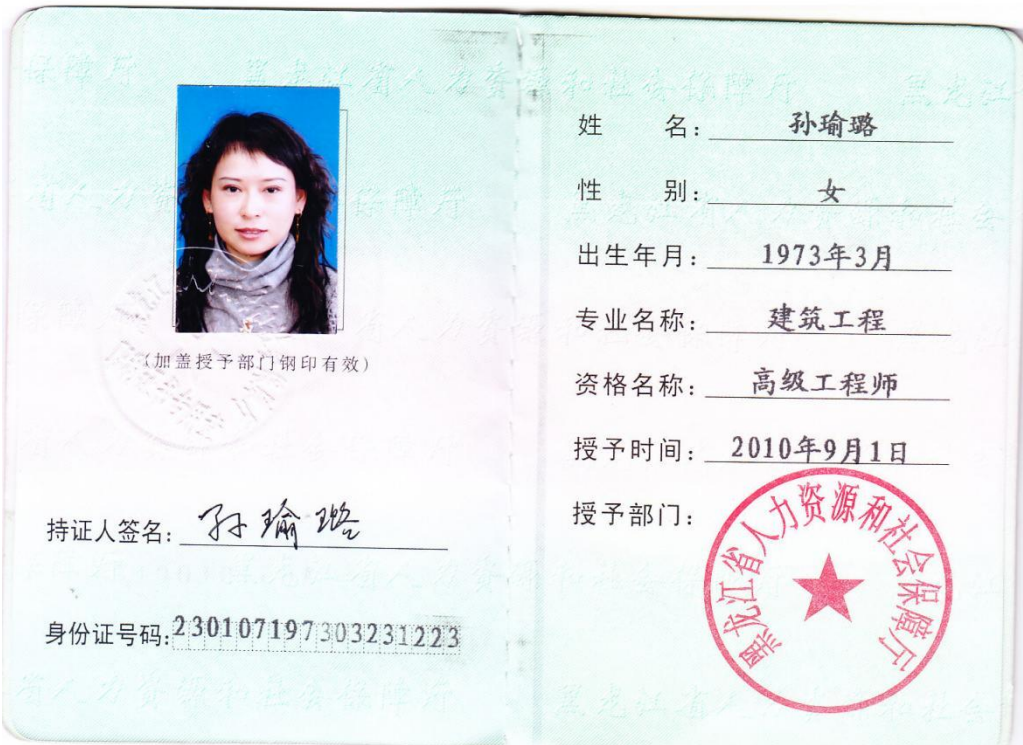 (加盖授予部门钢印有效)
持证人签名: 孙瑜璐
身份证号码: 230107197303231223
姓 名: 孙瑜璐
性 别: 女
出生年月: 1973年3月
专业名称: 建筑工程
资格名称: 高级工程师
授予时间: 2010年9月1日
授予部门:
黑龙江省人力资源和社会保障厅